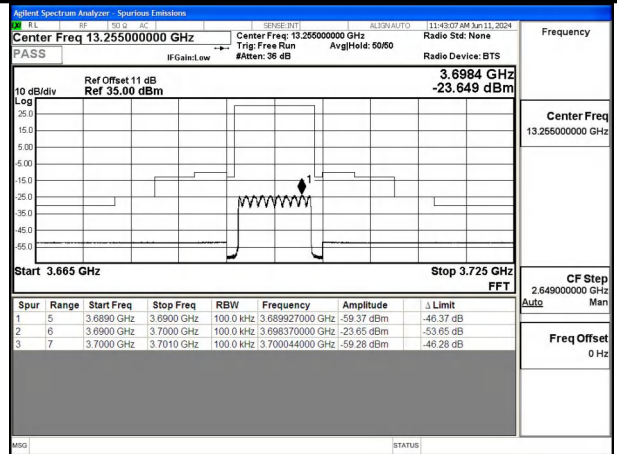 Agilent Spectrum Analyzer - Spurious Emissions
RL RF 50 Ω AC SENSE:INT ALIGN AUTO 11:43:07 AM Jun 11, 2024
Center Freq 13.255000000 GHz
Center Freq: 13.255000000 GHz
Radio Std: None
Trig: Free Run Avg|Hold: 50/50
PASS
IFGain:Low
#Atten: 36 dB
Radio Device: BTS
Frequency
Ref Offset 11 dB
3.6984 GHz
10 dB/div
Ref 35.00 dBm
-23.649 dBm
Log
25.0
15.0
5.00
-5.00
-15.0
-25.0
-35.0
-45.0
-55.0
1
Start 3.665 GHz
Stop 3.725 GHz
FFT
Center Freq
13.255000000 GHz
CF Step
2.649000000 GHz
Auto Man
Freq Offset
0 Hz
Spur Range Start Freq Stop Freq RBW Frequency Amplitude Δ Limit
1 5 3.6890 GHz 3.6900 GHz 100.0 kHz 3.689927000 GHz -59.37 dBm -46.37 dB
2 6 3.6900 GHz 3.7000 GHz 100.0 kHz 3.698370000 GHz -23.65 dBm -53.65 dB
3 7 3.7000 GHz 3.7010 GHz 100.0 kHz 3.700044000 GHz -59.28 dBm -46.28 dB
MSG
STATUS